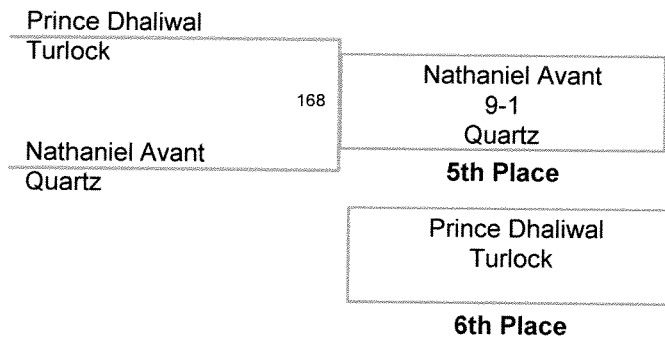 Prince Dhaliwal
Turlock
168
Nathaniel Avant
Quartz
Nathaniel Avant
9-1
Quartz
5th Place
Prince Dhaliwal
Turlock
6th Place